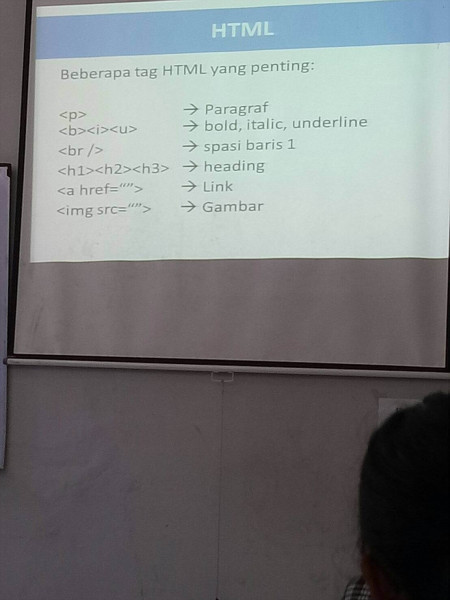 HTML
Beberapa tag HTML yang penting:
<p> → Paragraf
<b><i><u> → bold, italic, underline
<br /> → spasi baris 1
<h1><h2><h3> → heading
<a href=“”> → Link
<img src=“”> → Gambar